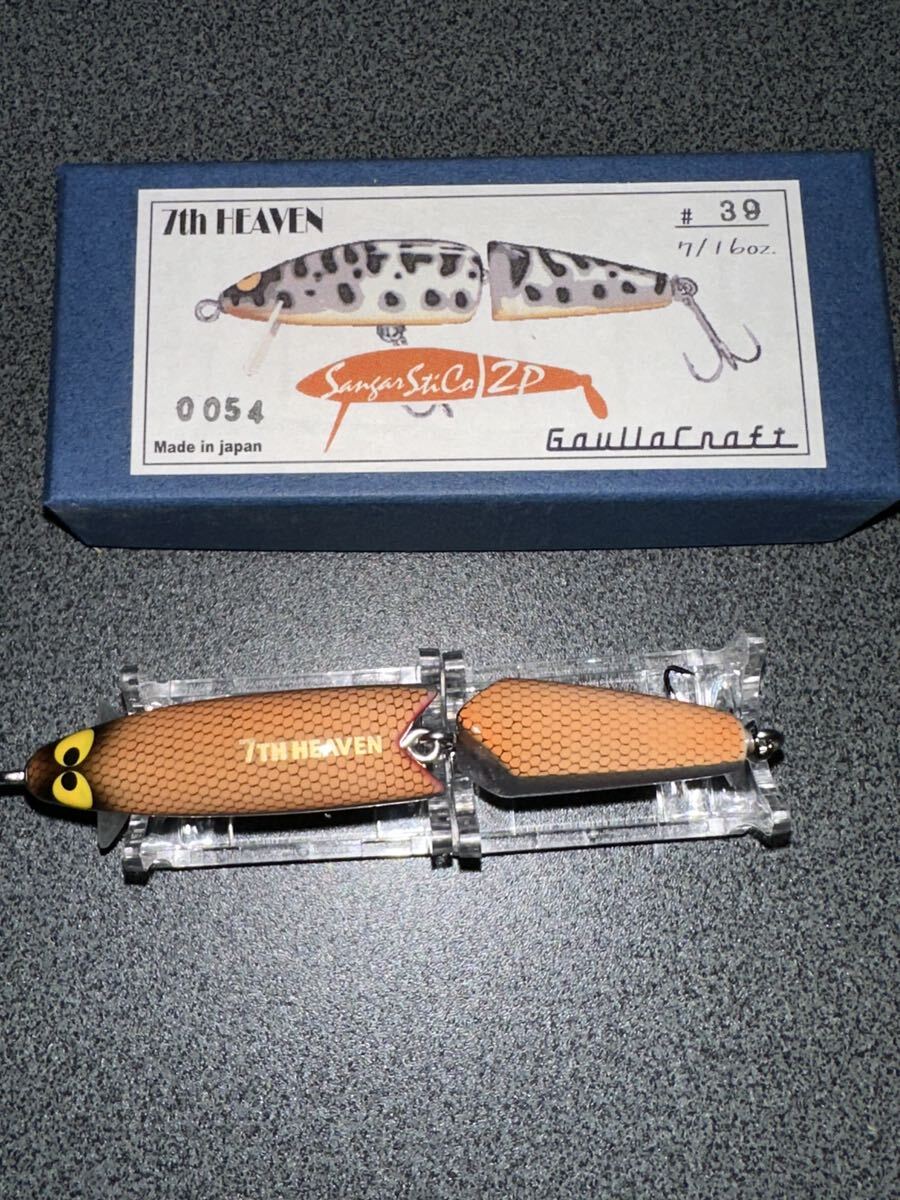 7th HEAVEN
# 39
7/16oz.
SangarStiCo 2P
0054
Made in japan
GaullaCraft
7TH HEAVEN